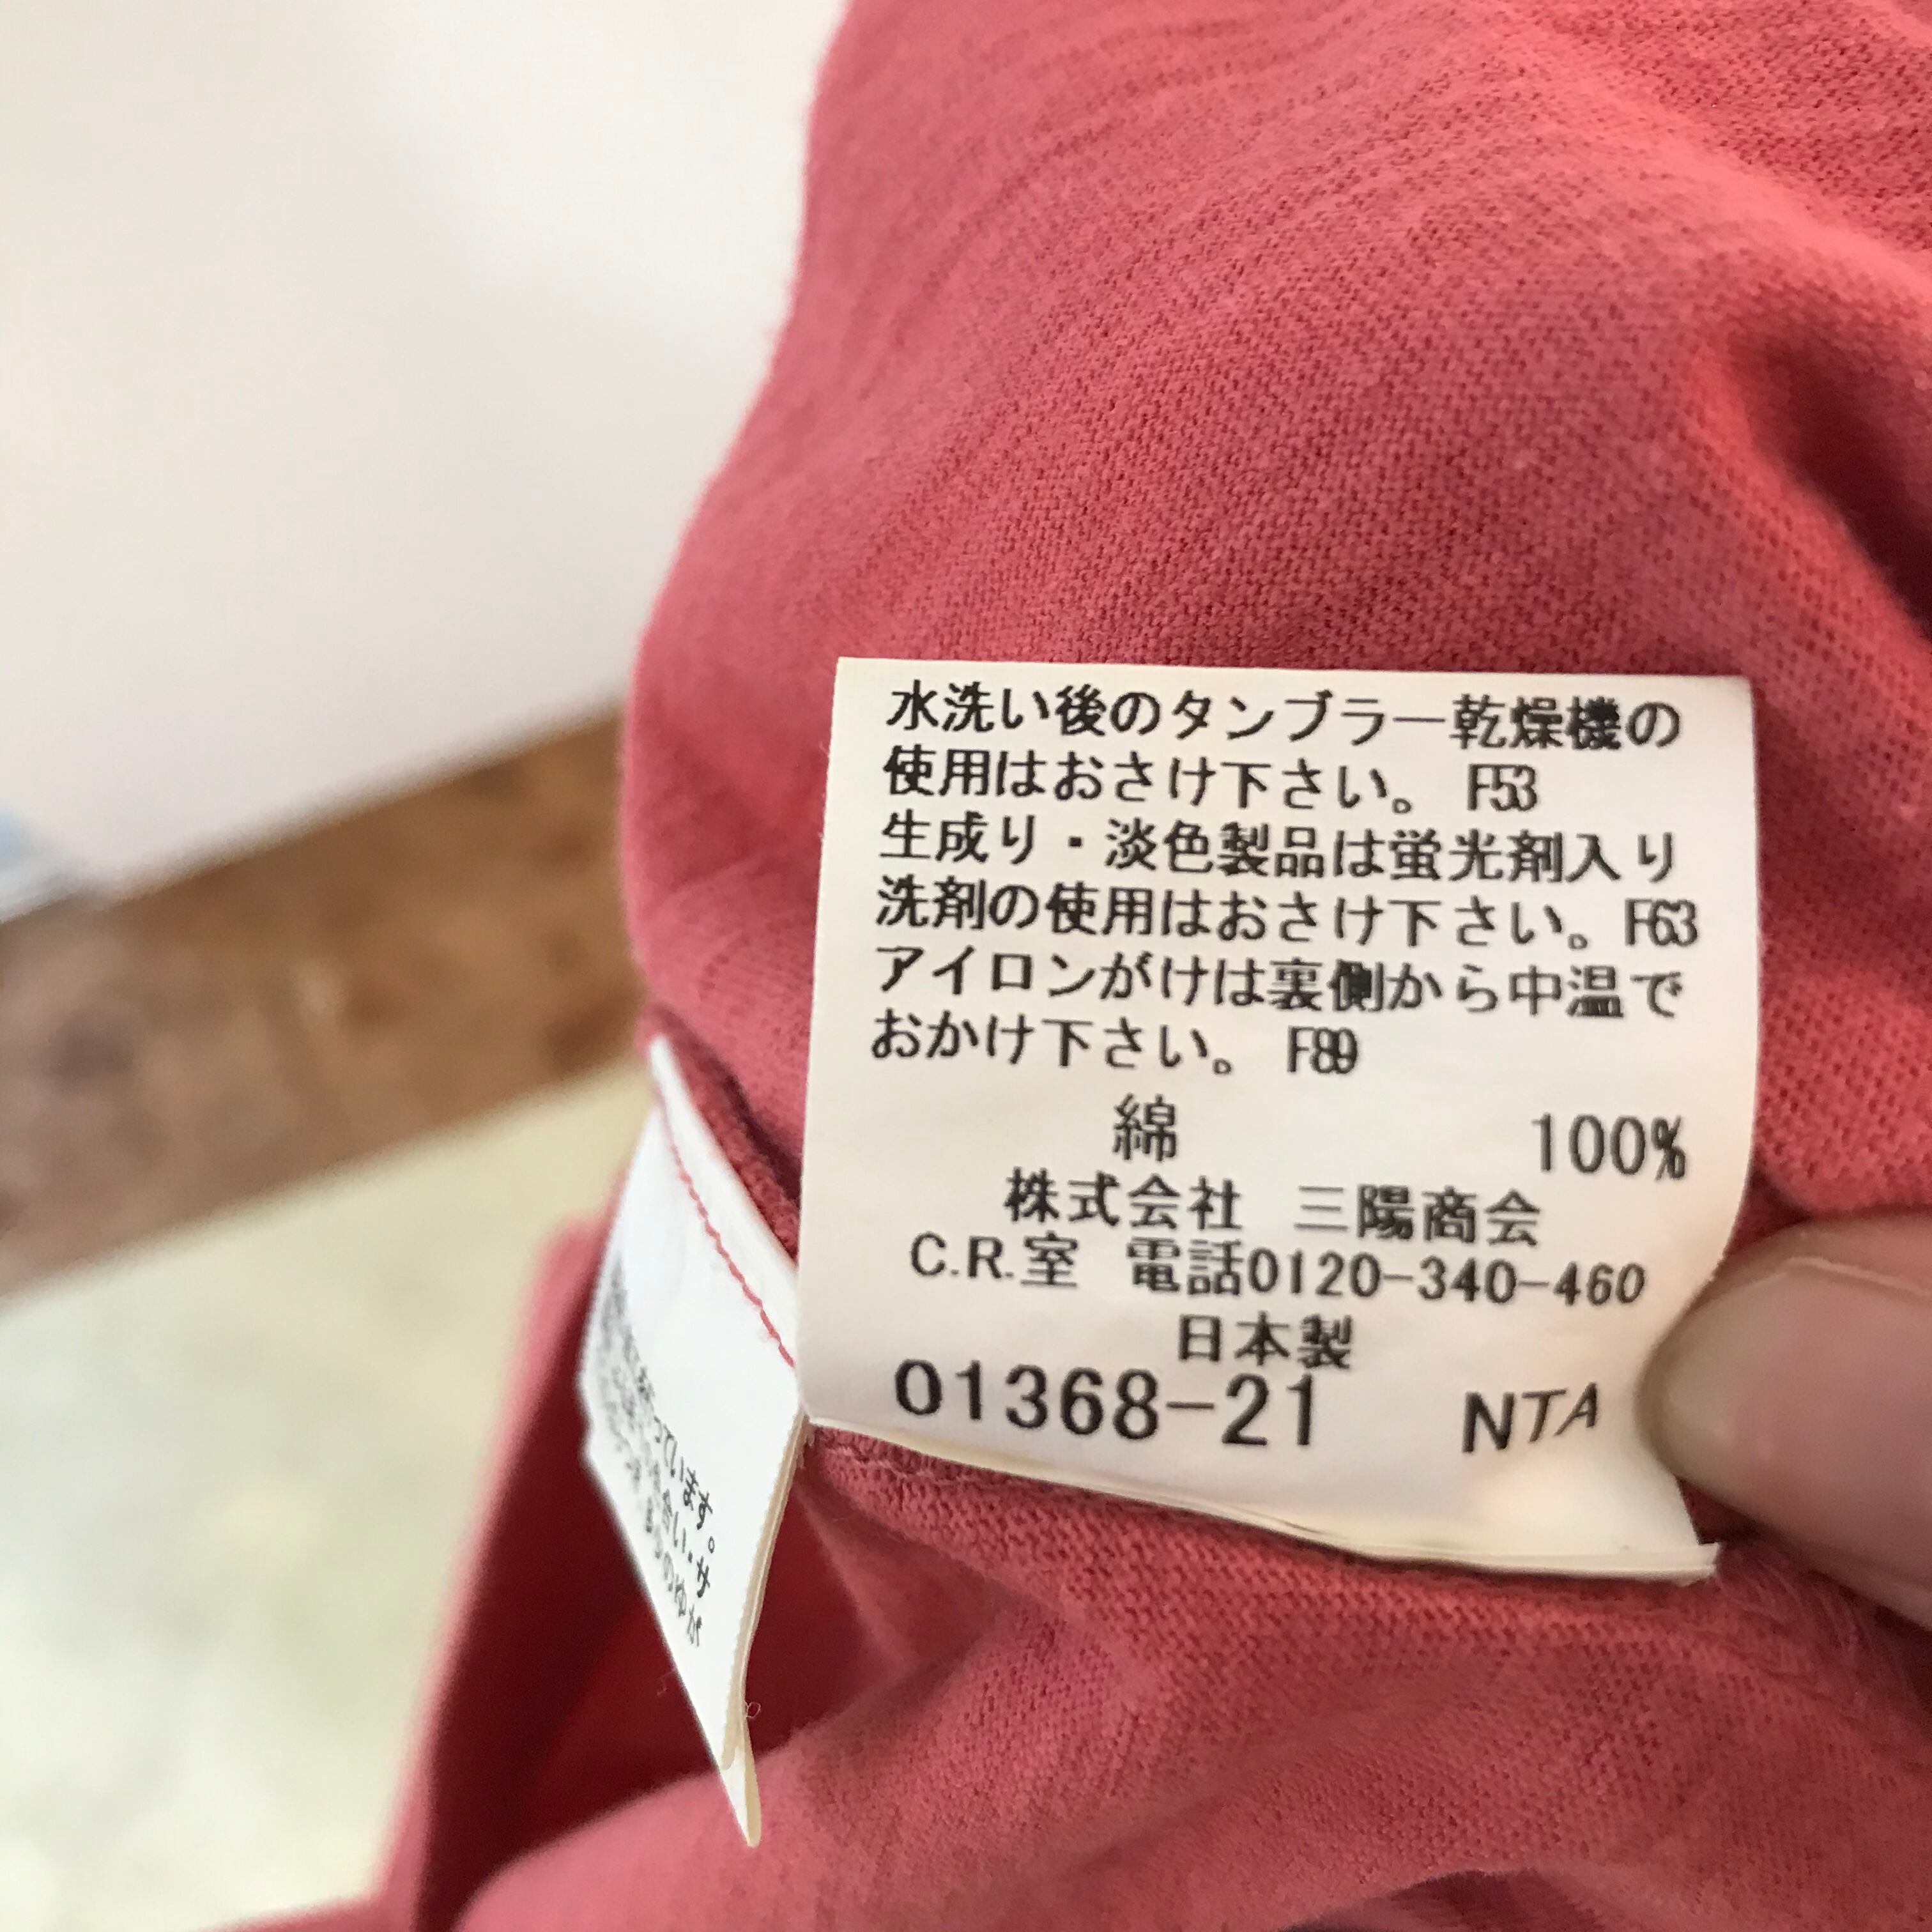 水洗い後のタンブラー乾燥機の
使用はおさけ下さい。 F53
生成り・淡色製品は蛍光剤入り
洗剤の使用はおさけ下さい。F63
アイロンがけは裏側から中温で
おかけ下さい。 F89
綿 100%
株式会社 三陽商会
C.R.室 電話0120-340-460
日本製
01368-21 NTA
ています。